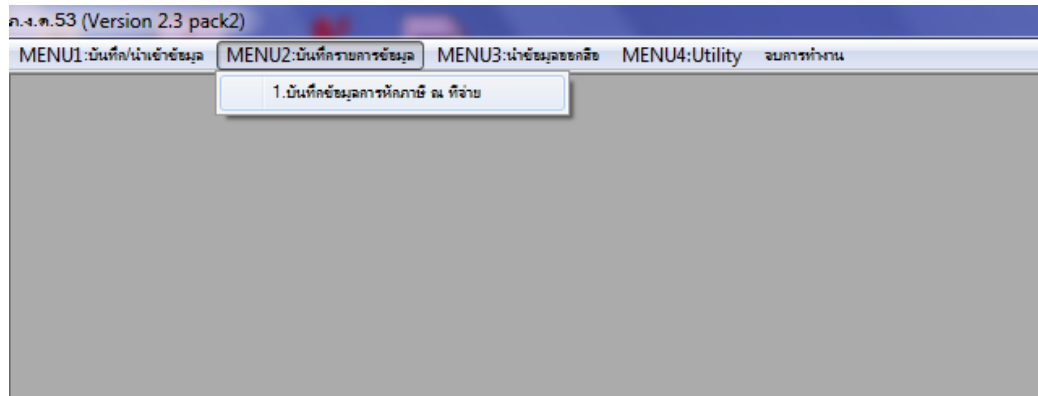 ภ.ง.ด.53 (Version 2.3 pack2)
MENU1:บันทึก/นำเข้าข้อมูล MENU2:บันทึกรายการข้อมูล MENU3:นำข้อมูลออกสื่อ MENU4:Utility จบการทำงาน
1.บันทึกข้อมูลการหักภาษี ณ ที่จ่าย